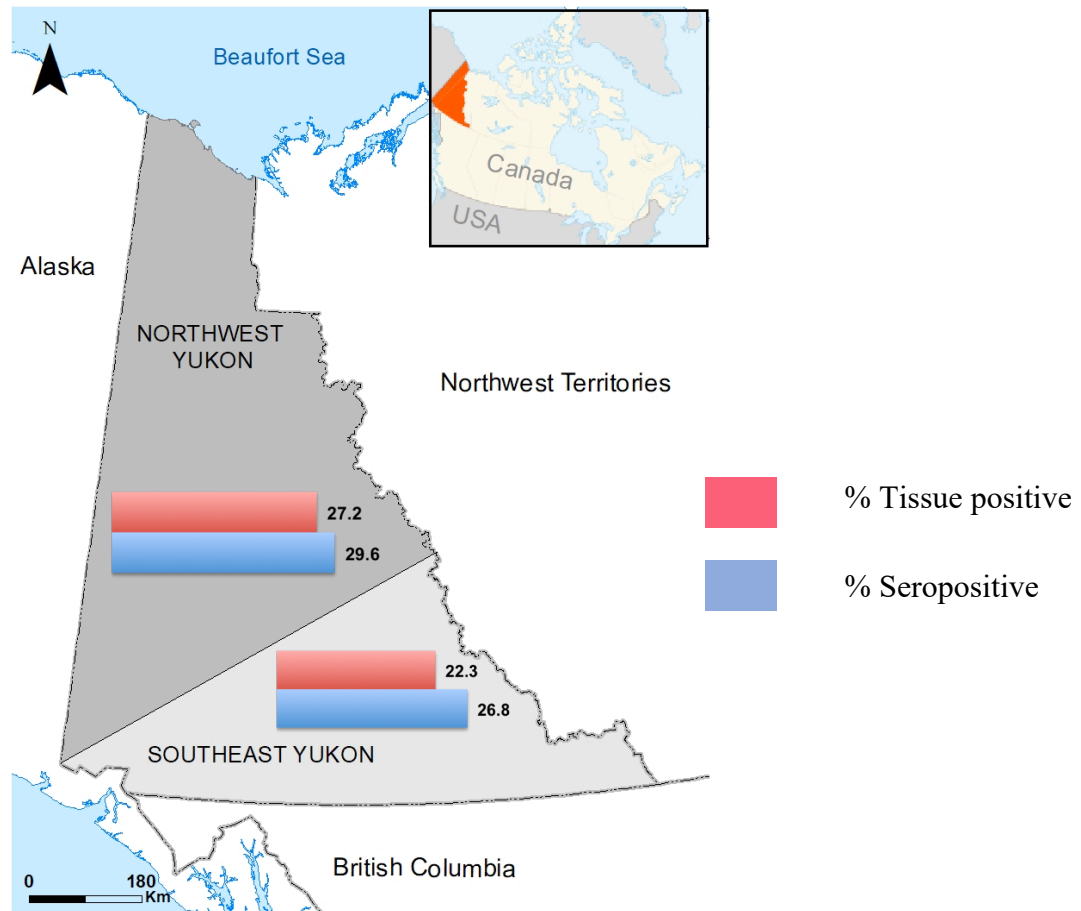 N
Beaufort Sea
Canada
USA
Alaska
NORTHWEST
YUKON
Northwest Territories
27.2
29.6
% Tissue positive
% Seropositive
22.3
26.8
SOUTHEAST YUKON
British Columbia
0 180
Km